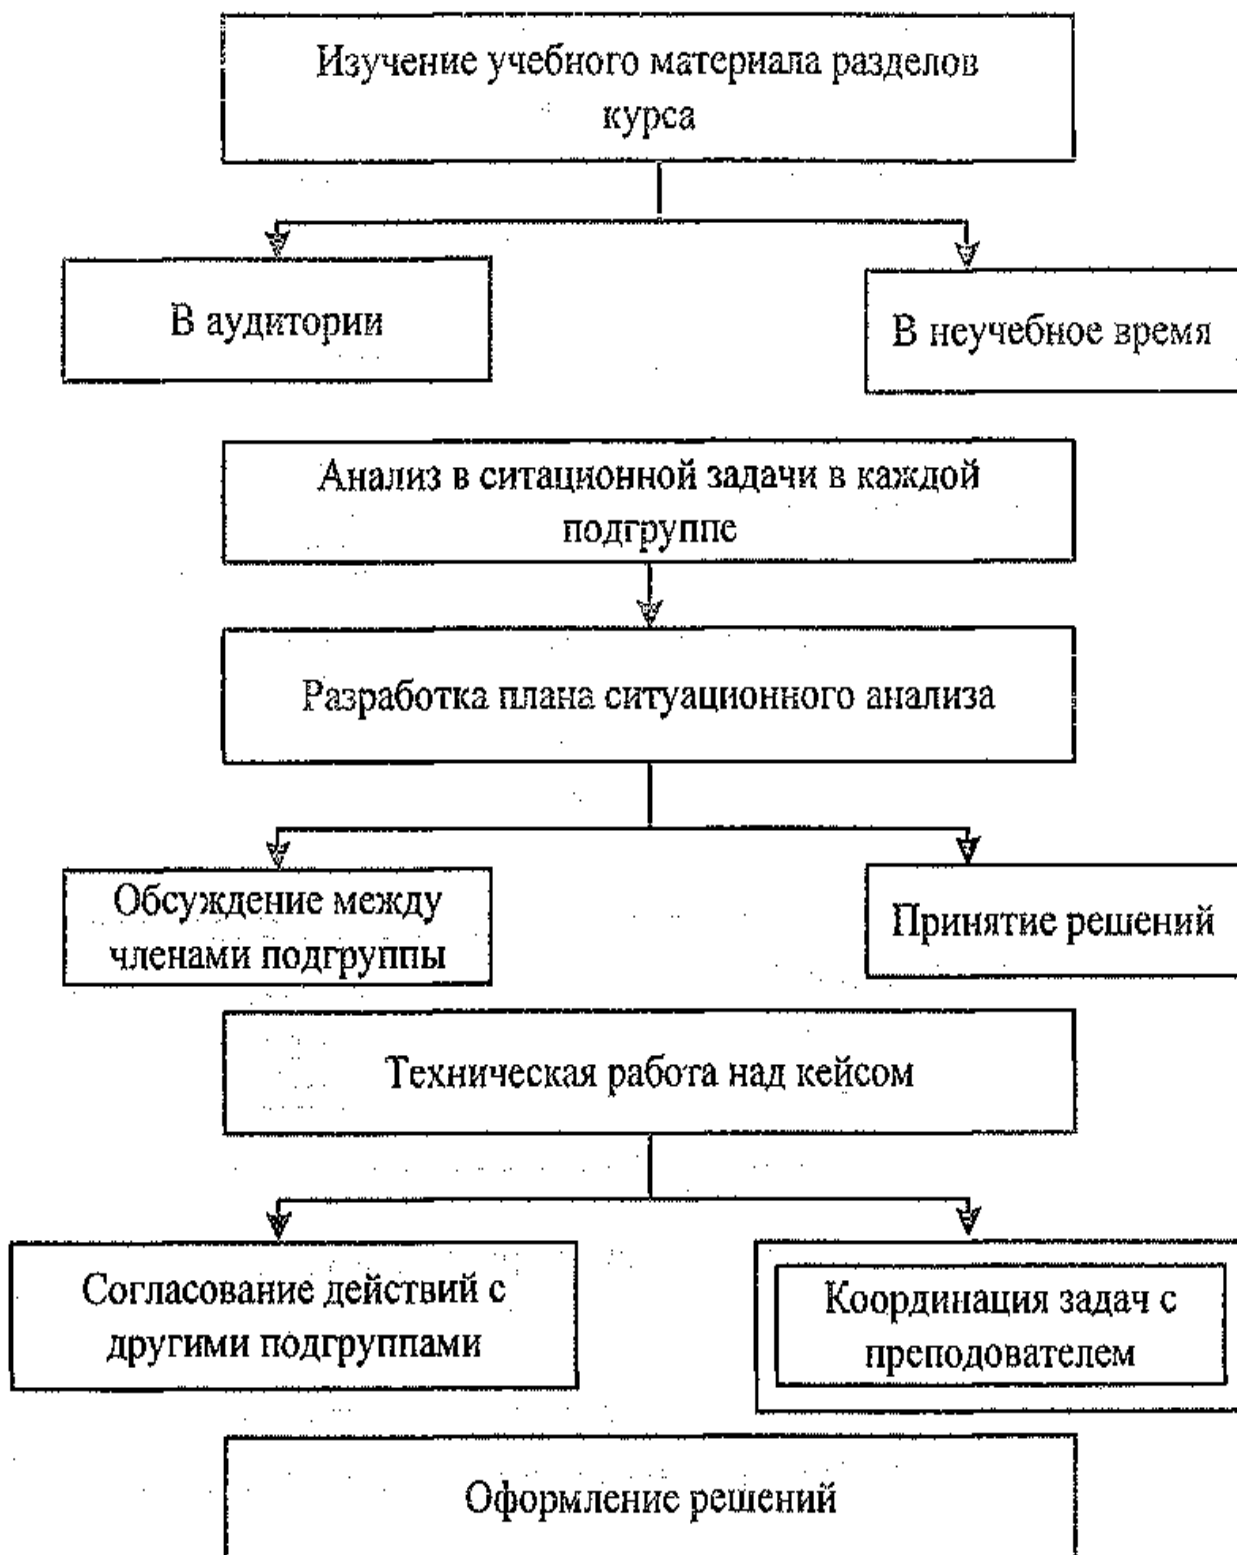 Изучение учебного материала разделов
курса
В аудитории
В неучебное время
Анализ в ситационной задачи в каждой
подгруппе
Разработка плана ситуационного анализа
Обсуждение между
членами подгруппы
Принятие решений
Техническая работа над кейсом
Согласование действий с
другими подгруппами
Координация задач с
преподователем
Оформление решений